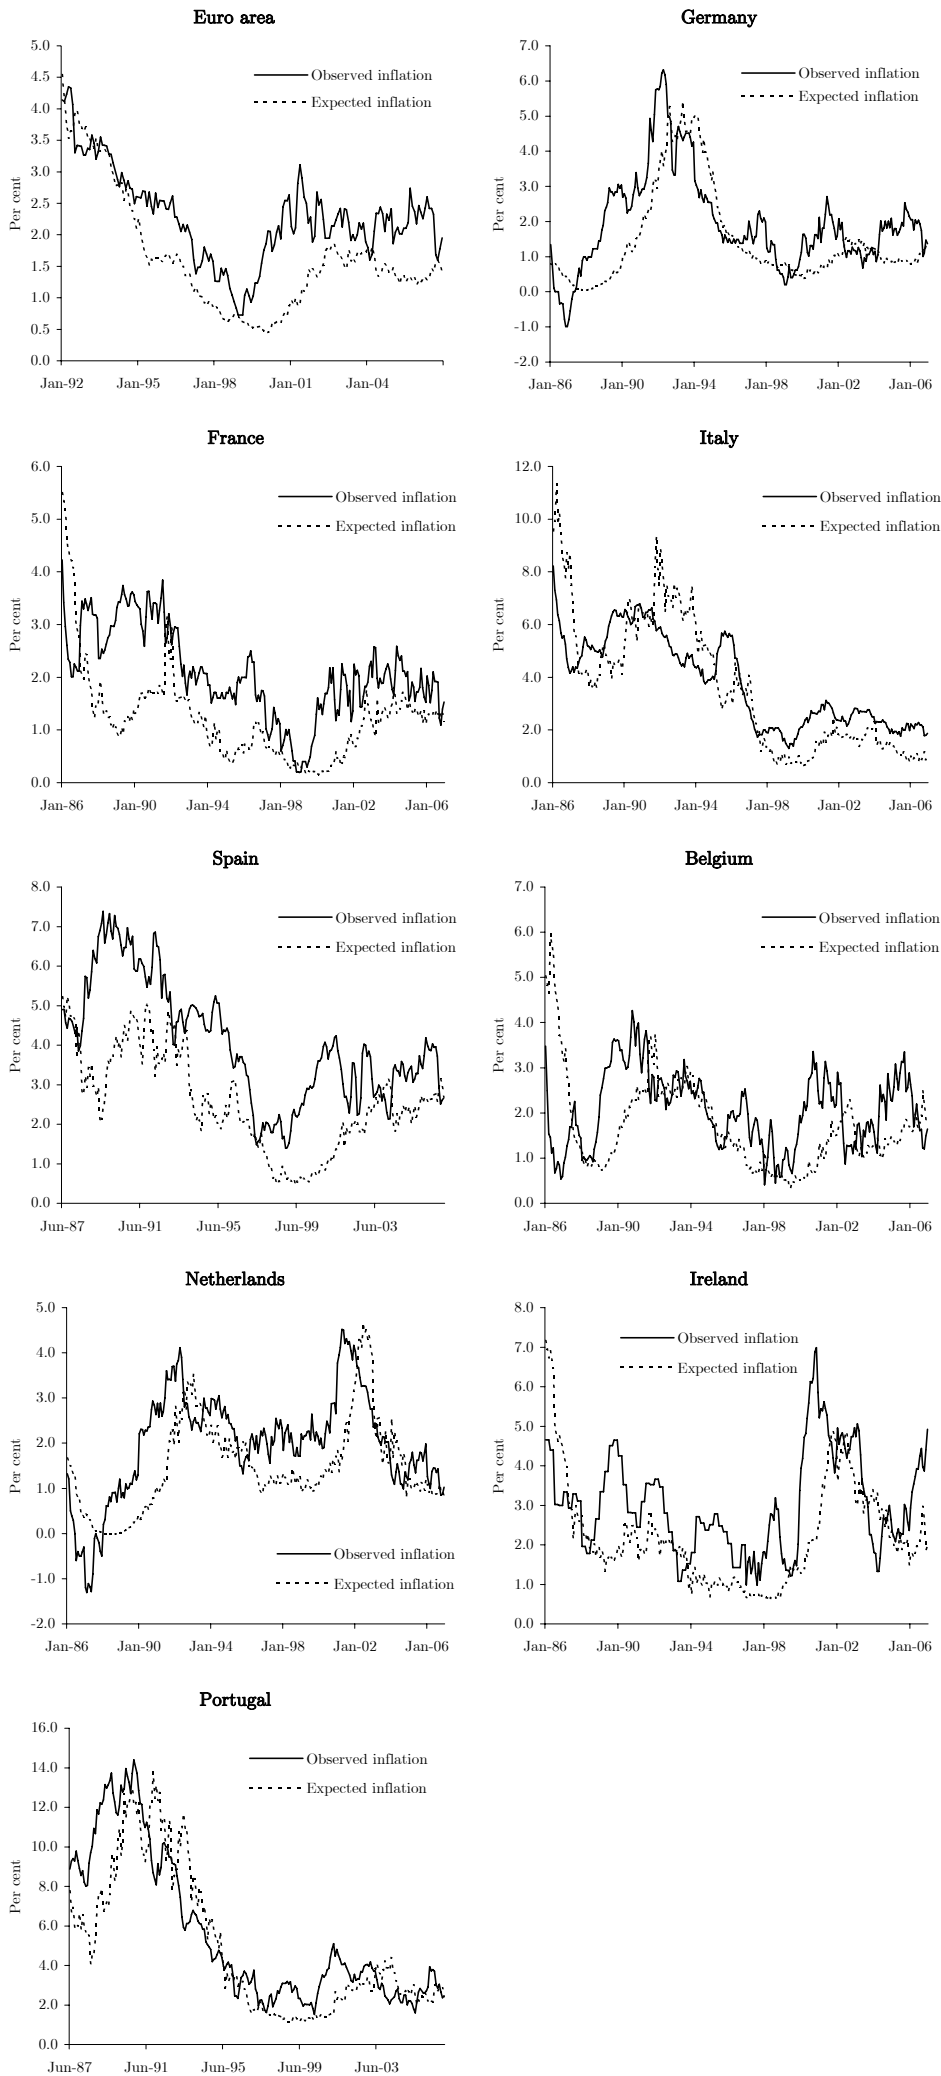 Euro area
5.0
4.5
4.0
3.5
3.0
2.5
2.0
1.5
1.0
0.5
0.0
Per cent
Observed inflation
Expected inflation
Jan-92 Jan-95 Jan-98 Jan-01 Jan-04
Germany
7.0
6.0
5.0
4.0
3.0
2.0
1.0
0.0
-1.0
-2.0
Per cent
Observed inflation
Expected inflation
Jan-86 Jan-90 Jan-94 Jan-98 Jan-02 Jan-06
France
6.0
5.0
4.0
3.0
2.0
1.0
0.0
Per cent
Observed inflation
Expected inflation
Jan-86 Jan-90 Jan-94 Jan-98 Jan-02 Jan-06
Italy
12.0
10.0
8.0
6.0
4.0
2.0
0.0
Per cent
Observed inflation
Expected inflation
Jan-86 Jan-90 Jan-94 Jan-98 Jan-02 Jan-06
Spain
8.0
7.0
6.0
5.0
4.0
3.0
2.0
1.0
0.0
Per cent
Observed inflation
Expected inflation
Jun-87 Jun-91 Jun-95 Jun-99 Jun-03
Belgium
7.0
6.0
5.0
4.0
3.0
2.0
1.0
0.0
Per cent
Observed inflation
Expected inflation
Jan-86 Jan-90 Jan-94 Jan-98 Jan-02 Jan-06
Netherlands
5.0
4.0
3.0
2.0
1.0
0.0
-1.0
-2.0
Per cent
Observed inflation
Expected inflation
Jan-86 Jan-90 Jan-94 Jan-98 Jan-02 Jan-06
Ireland
8.0
7.0
6.0
5.0
4.0
3.0
2.0
1.0
0.0
Per cent
Observed inflation
Expected inflation
Jan-86 Jan-90 Jan-94 Jan-98 Jan-02 Jan-06
Portugal
16.0
14.0
12.0
10.0
8.0
6.0
4.0
2.0
0.0
Per cent
Observed inflation
Expected inflation
Jun-87 Jun-91 Jun-95 Jun-99 Jun-03